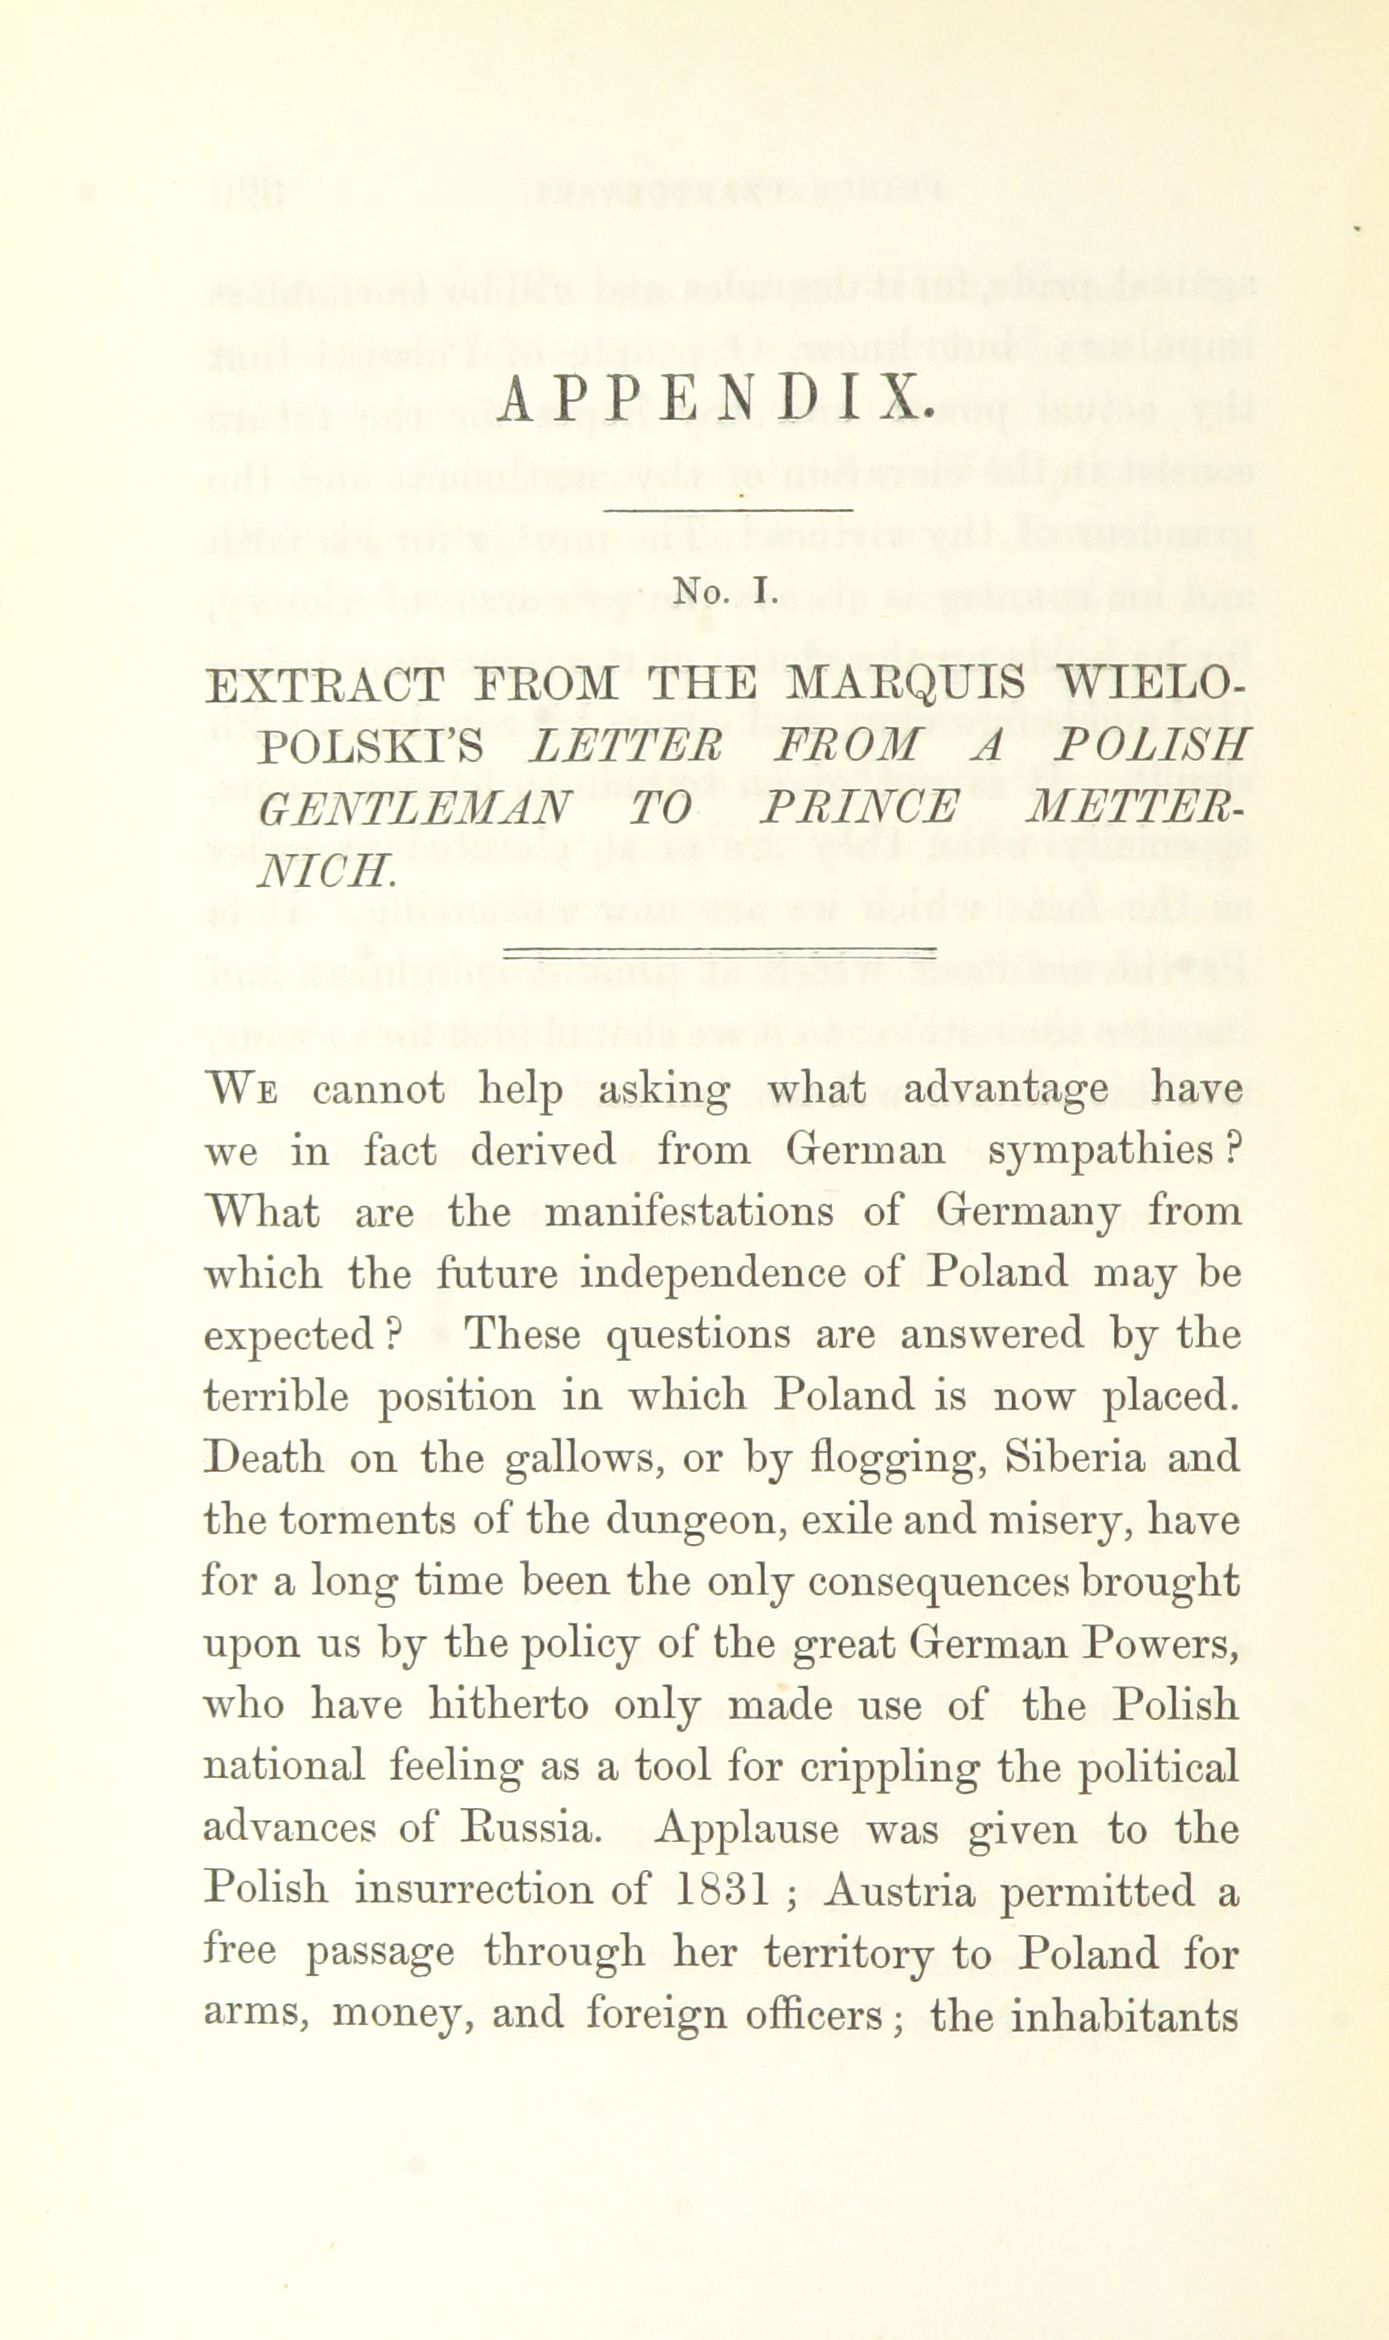 APPENDIX.
No. I.
EXTRACT FROM THE MARQUIS WIELO-
POLSKI'S LETTER FROM A POLISH
GENTLEMAN TO PRINCE METTER-
NICH.
WE cannot help asking what advantage have
we in fact derived from German sympathies ?
What are the manifestations of Germany from
which the future independence of Poland may be
expected ? These questions are answered by the
terrible position in which Poland is now placed.
Death on the gallows, or by flogging, Siberia and
the torments of the dungeon, exile and misery, have
for a long time been the only consequences brought
upon us by the policy of the great German Powers,
who have hitherto only made use of the Polish
national feeling as a tool for crippling the political
advances of Russia. Applause was given to the
Polish insurrection of 1831 ; Austria permitted a
free passage through her territory to Poland for
arms, money, and foreign officers ; the inhabitants